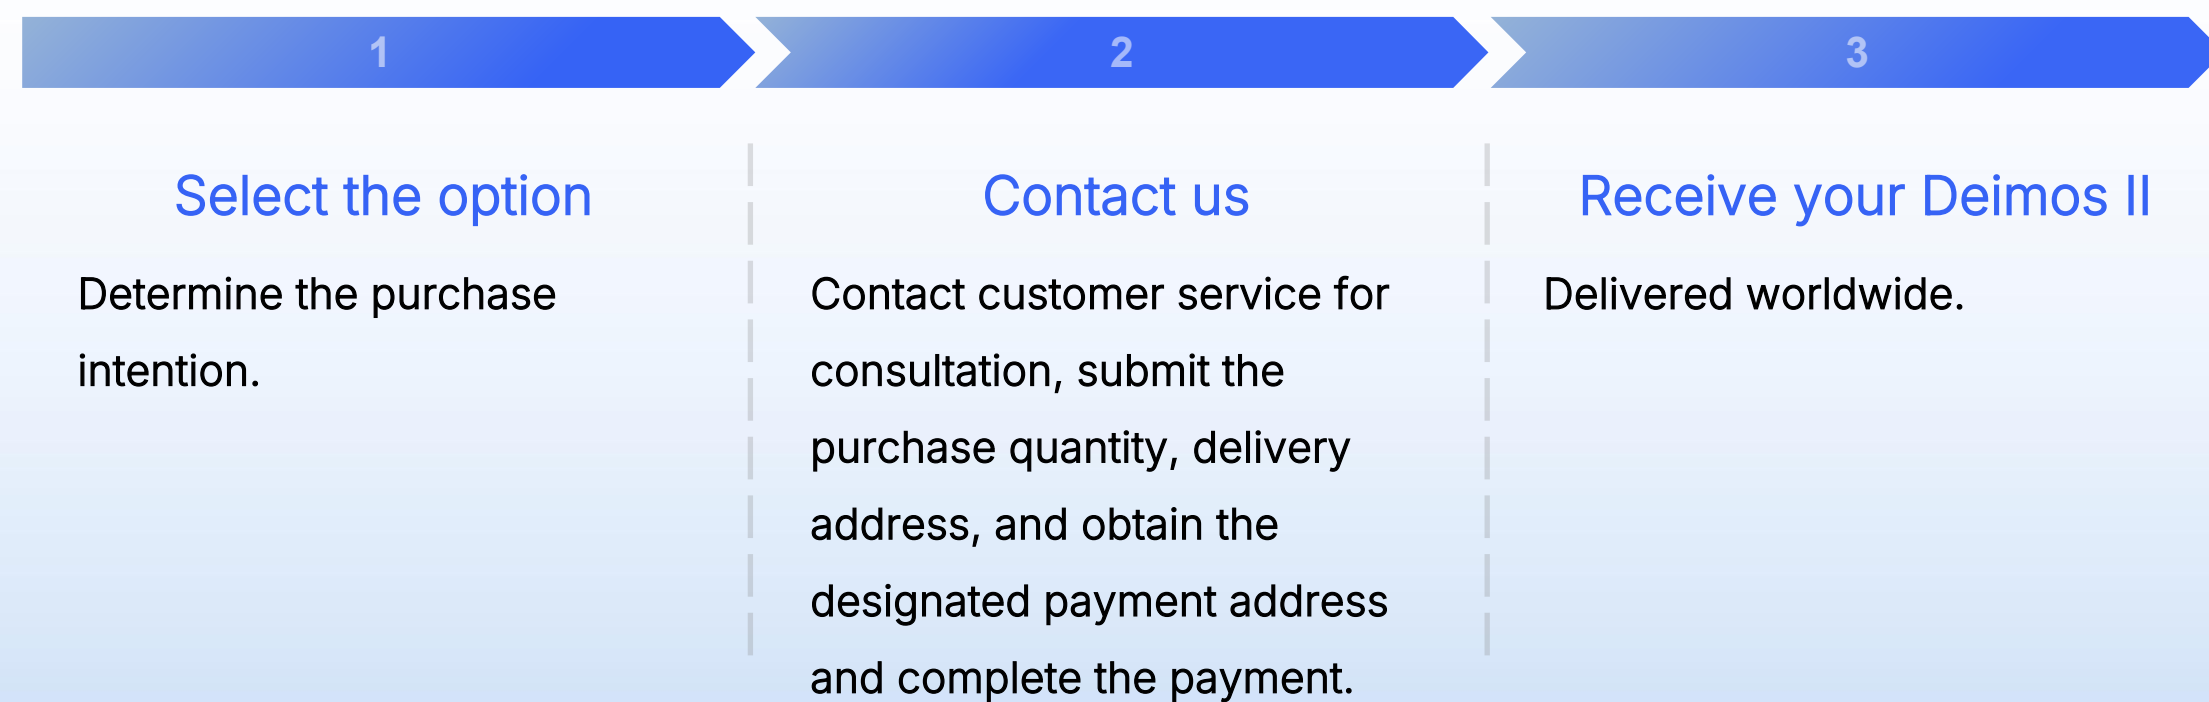 1
2
3
Select the option
Determine the purchase
intention.
Contact us
Contact customer service for
consultation, submit the
purchase quantity, delivery
address, and obtain the
designated payment address
and complete the payment.
Receive your Deimos II
Delivered worldwide.